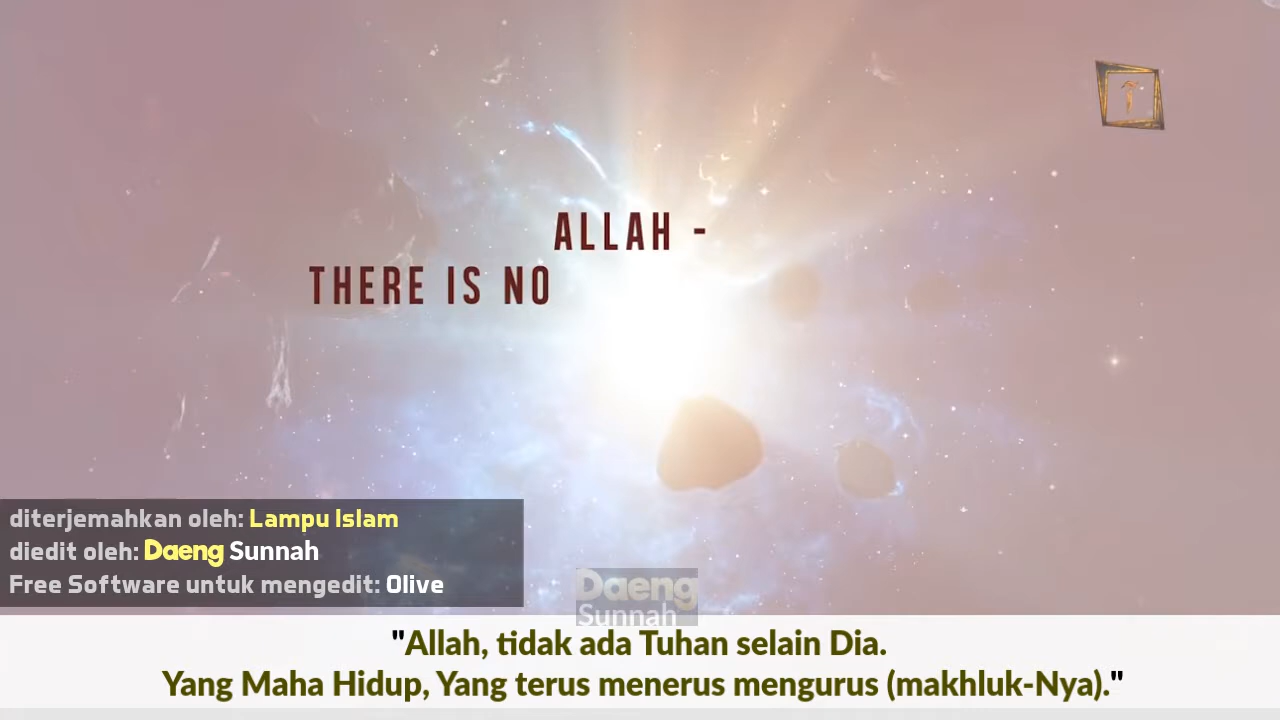 ALLAH -
THERE IS NO
diterjemahkan oleh: Lampu Islam
diedit oleh: Daeng Sunnah
Free Software untuk mengedit: Olive
Daeng
Sunnah
"Allah, tidak ada Tuhan selain Dia.
Yang Maha Hidup, Yang terus menerus mengurus (makhluk-Nya)."